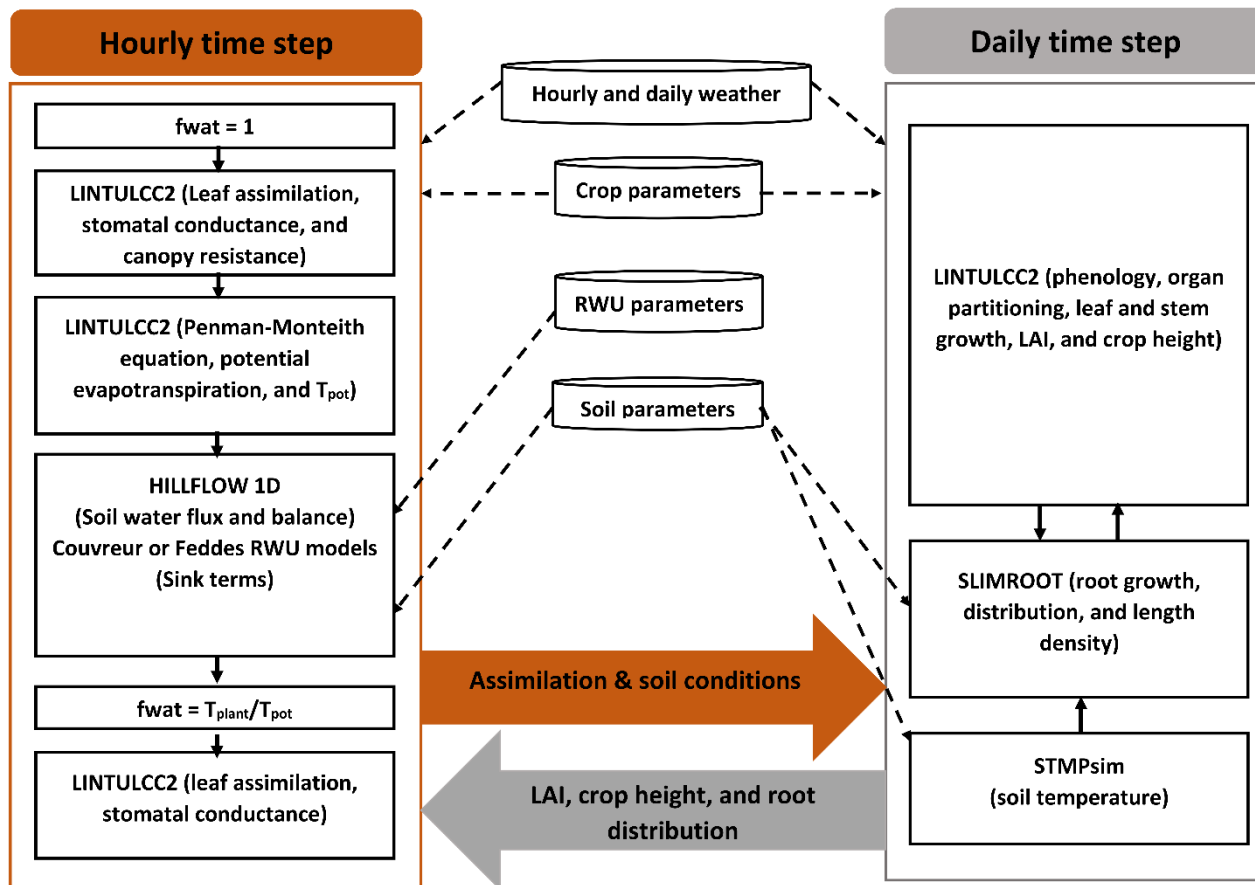 Hourly time step
fwat = 1
LINTULCC2 (Leaf assimilation,
stomatal conductance, and
canopy resistance)
LINTULCC2 (Penman-Monteith
equation, potential
evapotranspiration, and Tpot)
HILLFLOW 1D
(Soil water flux and balance)
Couvreur or Feddes RWU models
(Sink terms)
fwat = Tplant/Tpot
LINTULCC2 (leaf assimilation,
stomatal conductance)
Hourly and daily weather
Crop parameters
RWU parameters
Soil parameters
Assimilation & soil conditions
LAI, crop height, and root
distribution
Daily time step
LINTULCC2 (phenology, organ
partitioning, leaf and stem
growth, LAI, and crop height)
SLIMROOT (root growth,
distribution, and length
density)
STMPsim
(soil temperature)